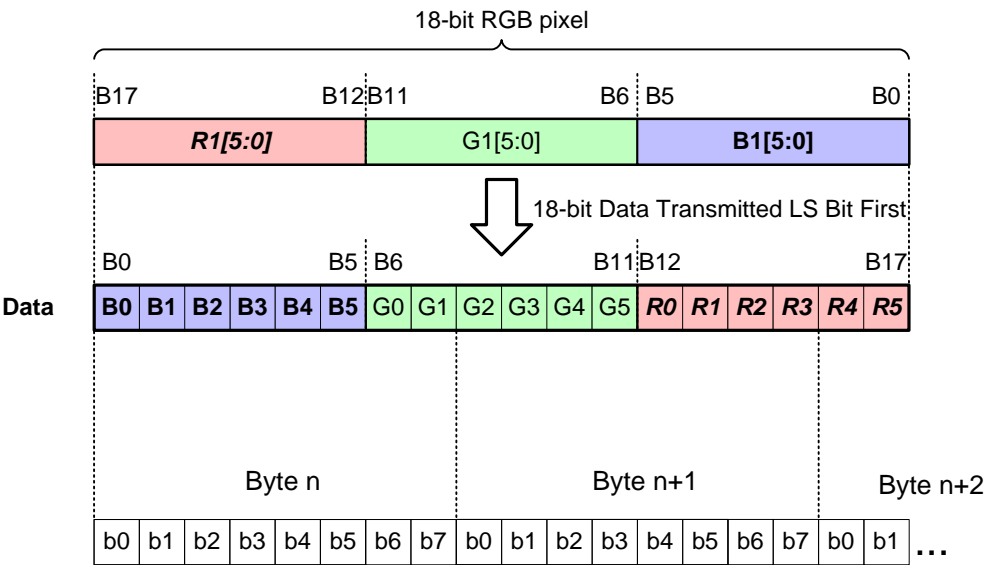 18-bit RGB pixel
B17 B12 B11 B6 B5 B0
R1[5:0] G1[5:0] B1[5:0]
18-bit Data Transmitted LS Bit First
B0 B5 B6 B11 B12 B17
Data B0 B1 B2 B3 B4 B5 G0 G1 G2 G3 G4 G5 R0 R1 R2 R3 R4 R5
Byte n Byte n+1 Byte n+2
b0 b1 b2 b3 b4 b5 b6 b7 b0 b1 b2 b3 b4 b5 b6 b7 b0 b1 ...